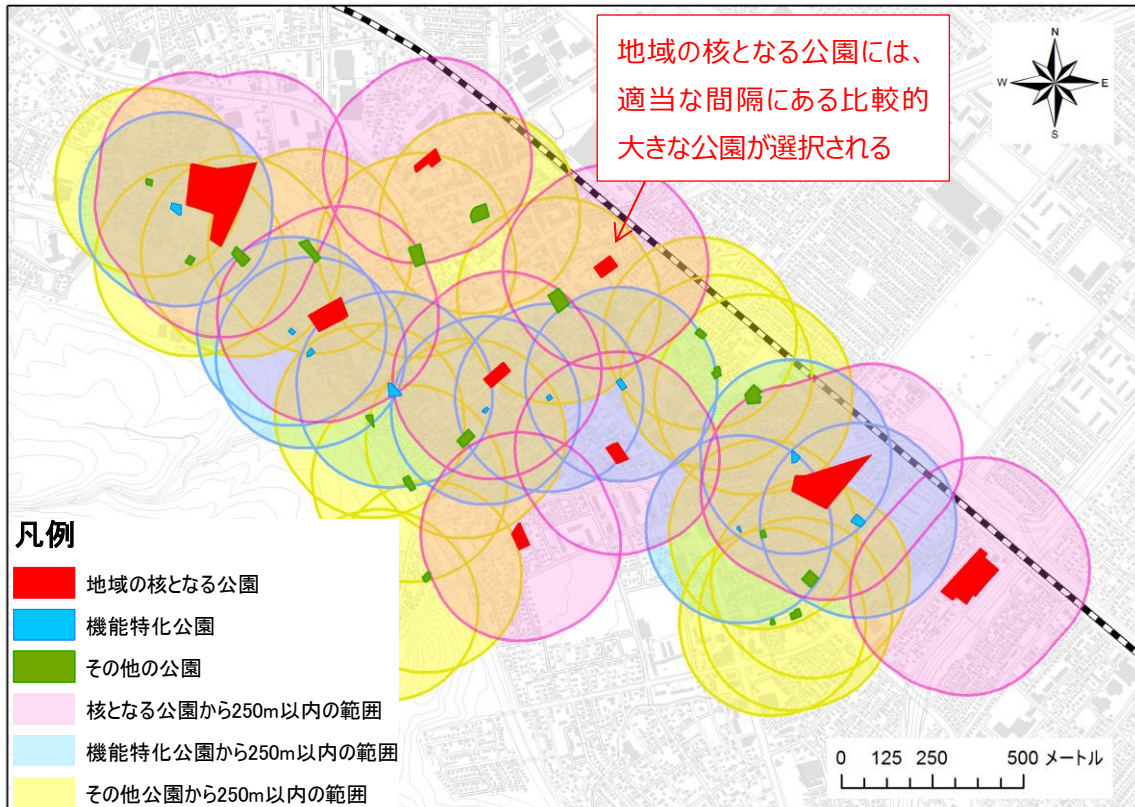 地域の核となる公園には、
適当な間隔にある比較的
大きな公園が選択される
N
W
E
S
凡例
地域の核となる公園
機能特化公園
その他の公園
核となる公園から250m以内の範囲
機能特化公園から250m以内の範囲
その他公園から250m以内の範囲
0 125 250 500 メートル